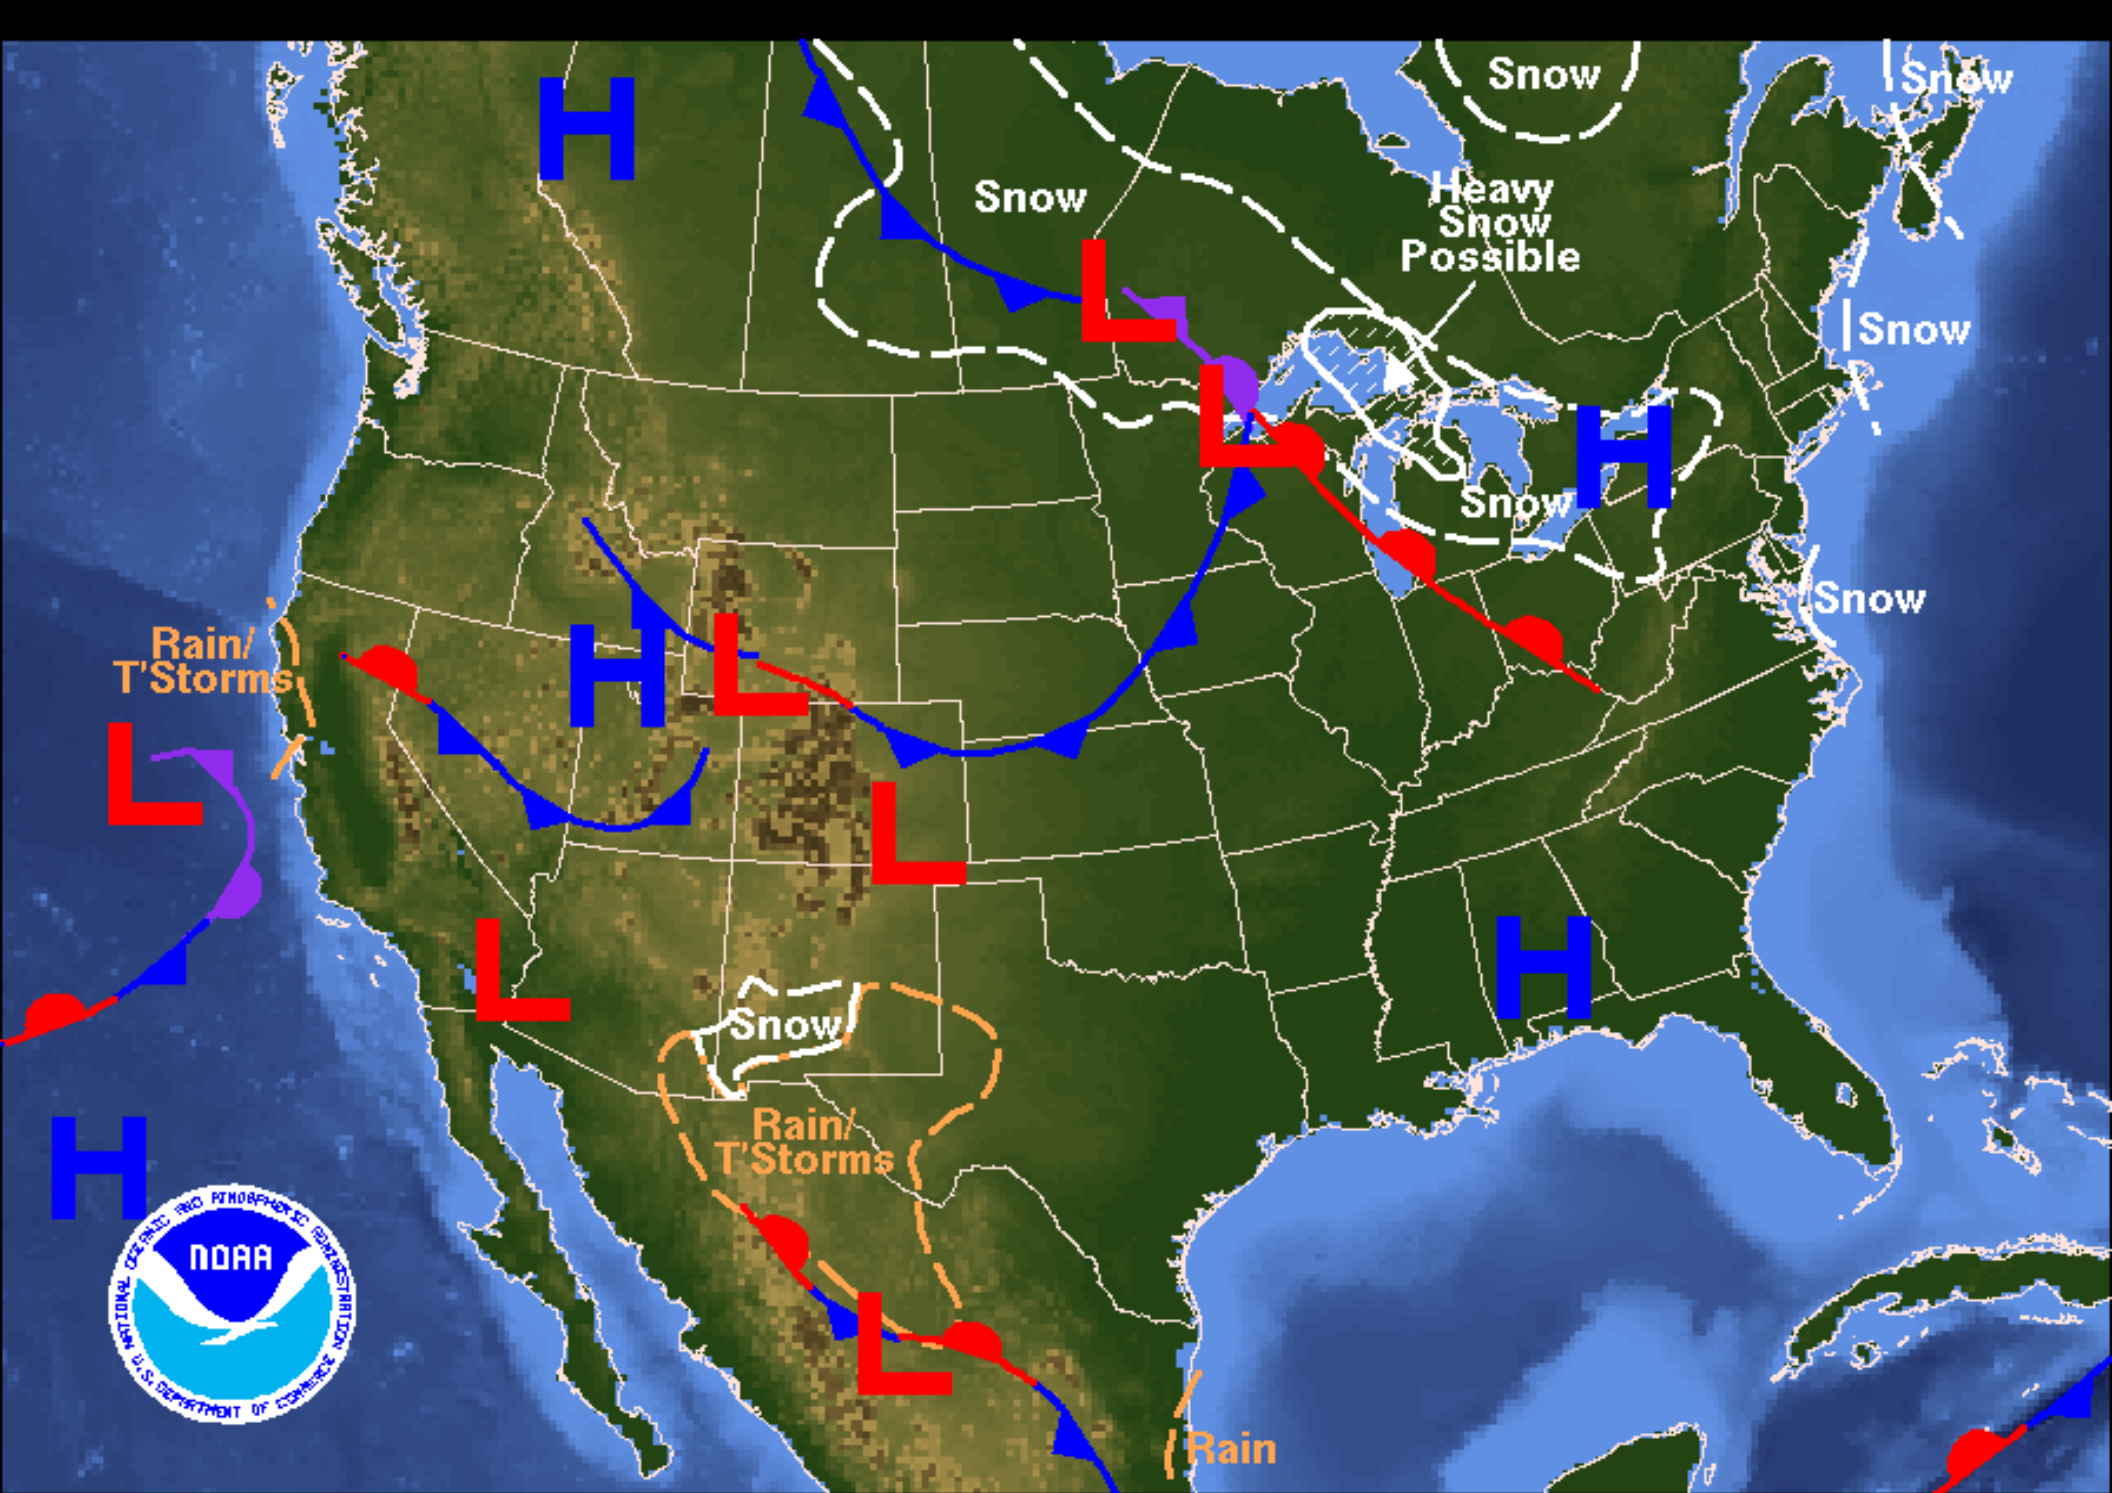 H
Snow
Snow
Snow
Heavy
Snow
Possible
L
Snow
L
H
Snow
Rain/
T'Storms
H
L
Snow
L
L
L
H
Snow
Rain/
T'Storms
H
NOAA
NATIONAL OCEANIC AND ATMOSPHERIC ADMINISTRATION
U.S. DEPARTMENT OF COMMERCE
L
Rain